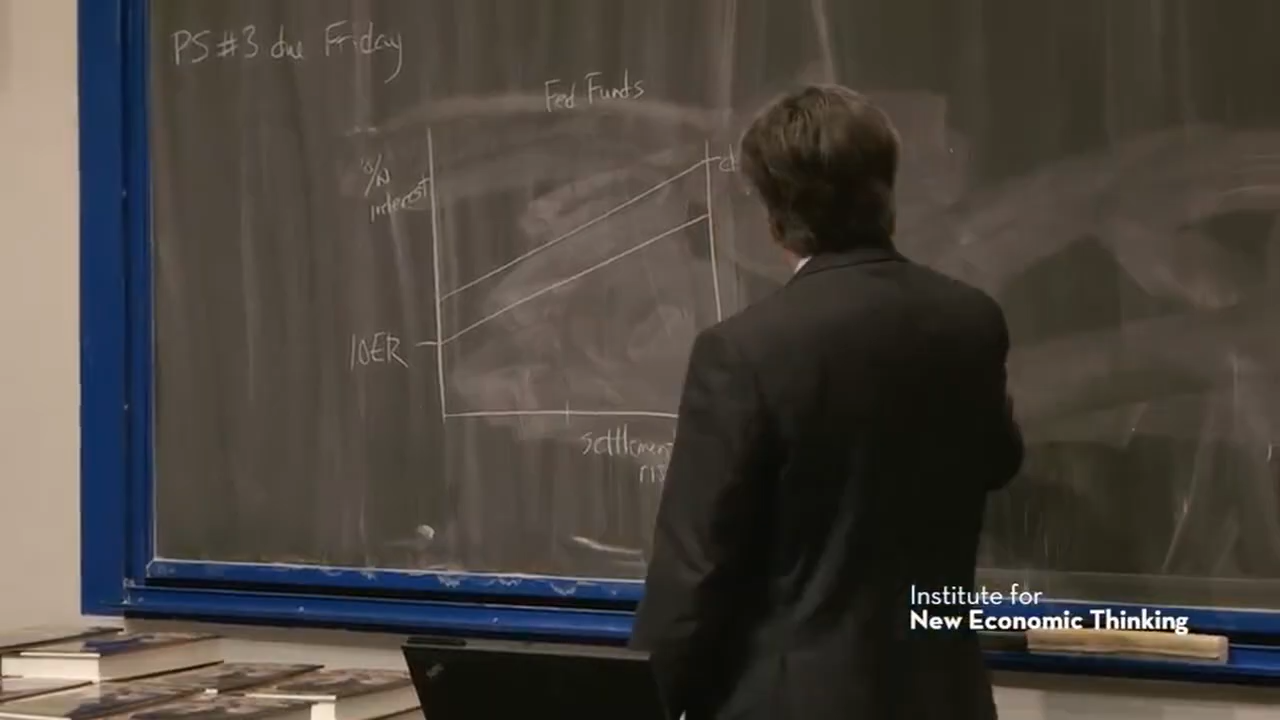 PS #3 due Friday
Fed Funds
O/N
interest
IOER
settlement
Institute for
New Economic Thinking